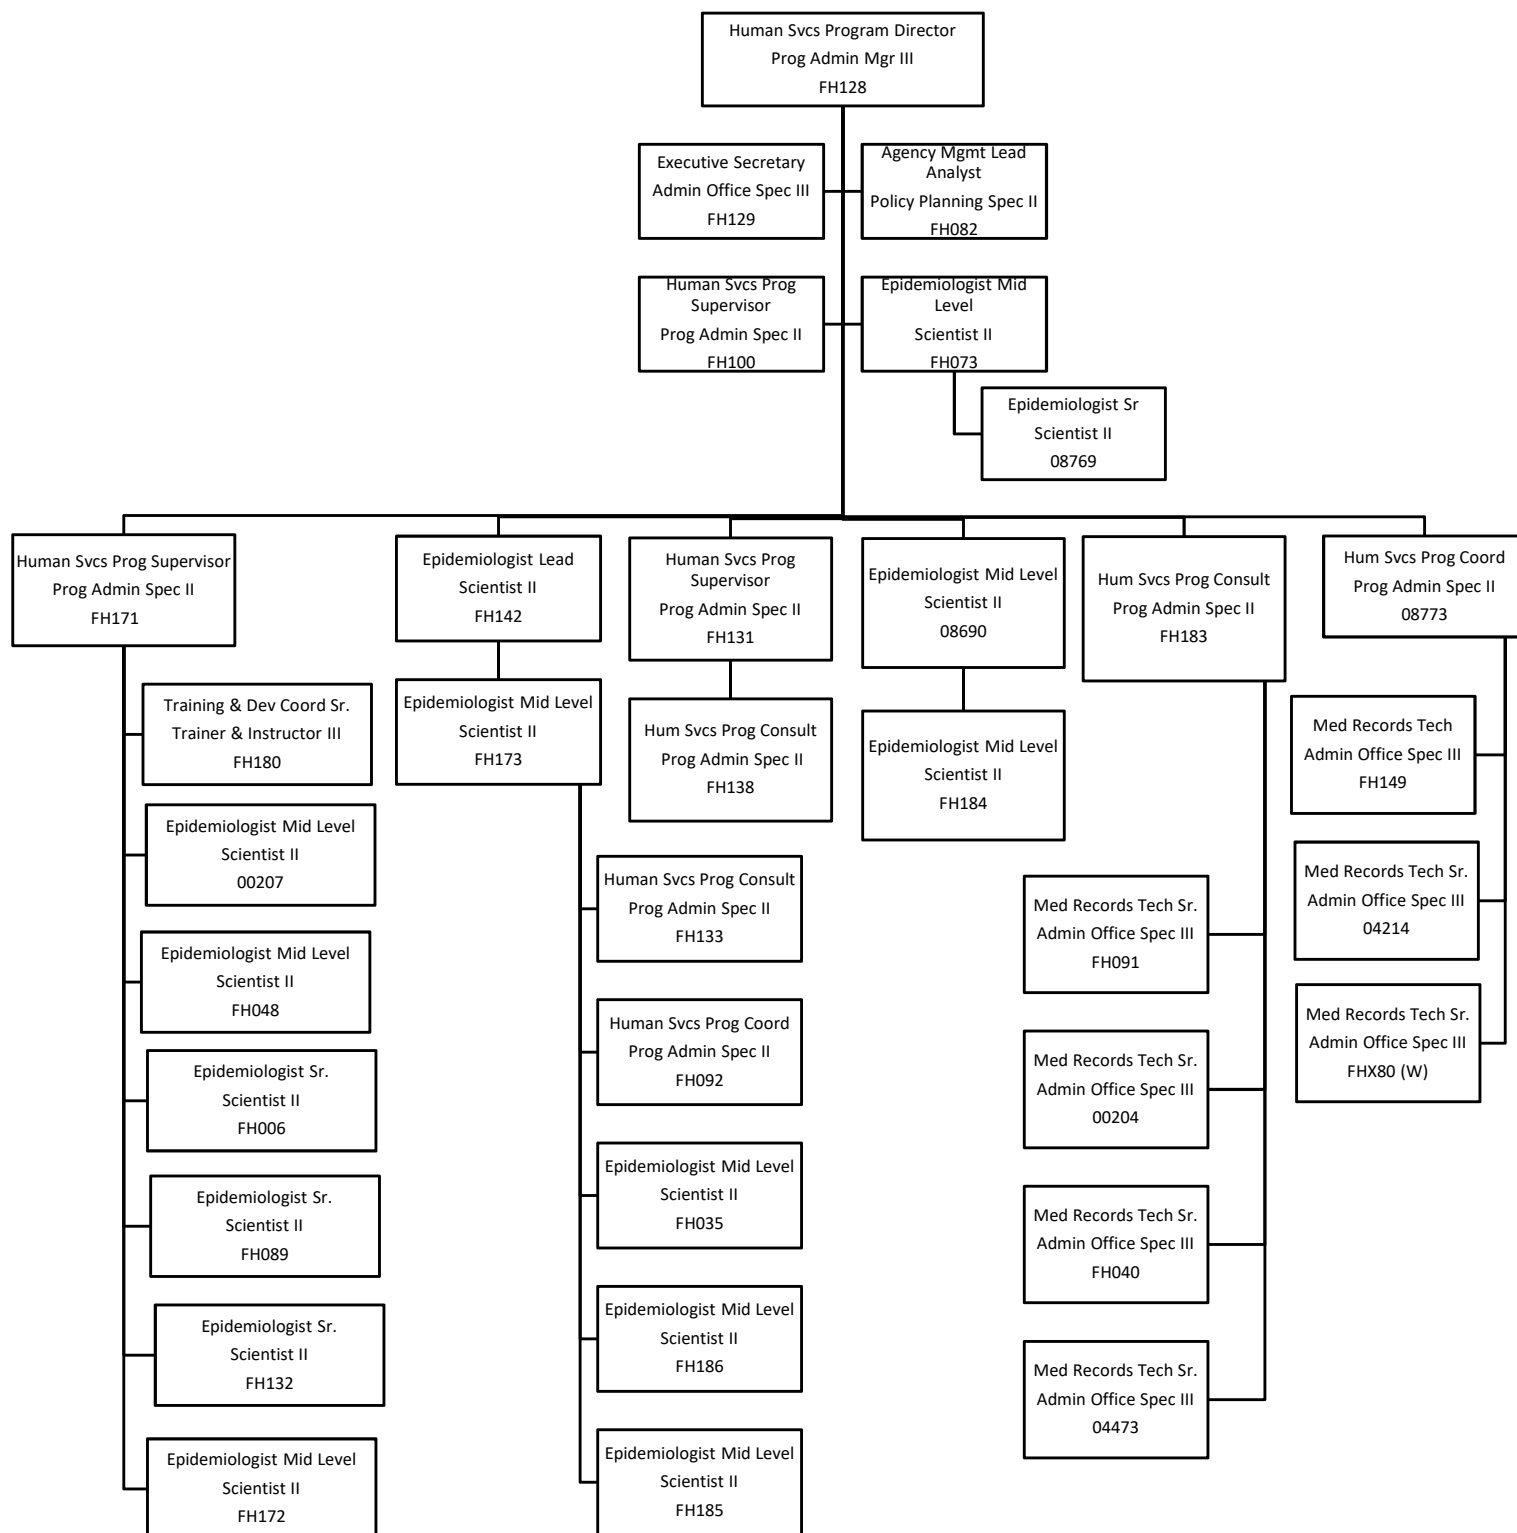 Human Svcs Program Director
Prog Admin Mgr III
FH128
Executive Secretary
Admin Office Spec III
FH129
Agency Mgmt Lead
Analyst
Policy Planning Spec II
FH082
Human Svcs Prog
Supervisor
Prog Admin Spec II
FH100
Epidemiologist Mid
Level
Scientist II
FH073
Epidemiologist Sr
Scientist II
08769
Human Svcs Prog Supervisor
Prog Admin Spec II
FH171
Epidemiologist Lead
Scientist II
FH142
Human Svcs Prog
Supervisor
Prog Admin Spec II
FH131
Epidemiologist Mid Level
Scientist II
08690
Hum Svcs Prog Consult
Prog Admin Spec II
FH183
Hum Svcs Prog Coord
Prog Admin Spec II
08773
Training & Dev Coord Sr.
Trainer & Instructor III
FH180
Epidemiologist Mid Level
Scientist II
00207
Epidemiologist Mid Level
Scientist II
FH048
Epidemiologist Sr.
Scientist II
FH006
Epidemiologist Sr.
Scientist II
FH089
Epidemiologist Sr.
Scientist II
FH132
Epidemiologist Mid Level
Scientist II
FH172
Epidemiologist Mid Level
Scientist II
FH173
Human Svcs Prog Consult
Prog Admin Spec II
FH133
Human Svcs Prog Coord
Prog Admin Spec II
FH092
Epidemiologist Mid Level
Scientist II
FH035
Epidemiologist Mid Level
Scientist II
FH186
Epidemiologist Mid Level
Scientist II
FH185
Hum Svcs Prog Consult
Prog Admin Spec II
FH138
Epidemiologist Mid Level
Scientist II
FH184
Med Records Tech Sr.
Admin Office Spec III
FH091
Med Records Tech Sr.
Admin Office Spec III
00204
Med Records Tech Sr.
Admin Office Spec III
FH040
Med Records Tech Sr.
Admin Office Spec III
04473
Med Records Tech
Admin Office Spec III
FH149
Med Records Tech Sr.
Admin Office Spec III
04214
Med Records Tech Sr.
Admin Office Spec III
FHX80 (W)